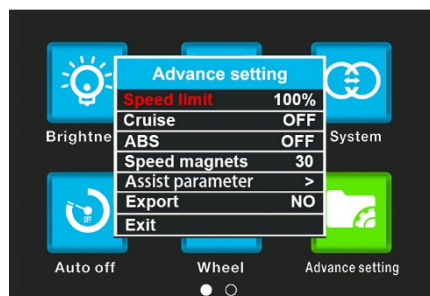 Advance setting
Speed limit 100%
Cruise OFF
ABS OFF
Speed magnets 30
Assist parameter >
Export NO
Exit
Brightne
System
OFF
Auto off
Wheel
Advance setting